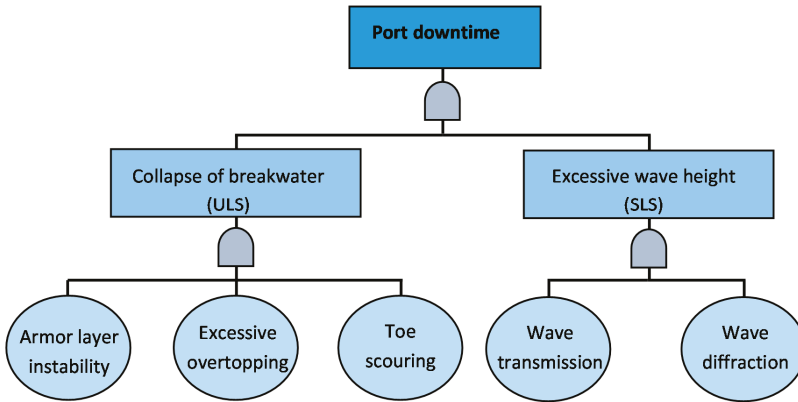 Port downtime
Collapse of breakwater
(ULS)
Excessive wave height
(SLS)
Armor layer
instability
Excessive
overtopping
Toe
scouring
Wave
transmission
Wave
diffraction